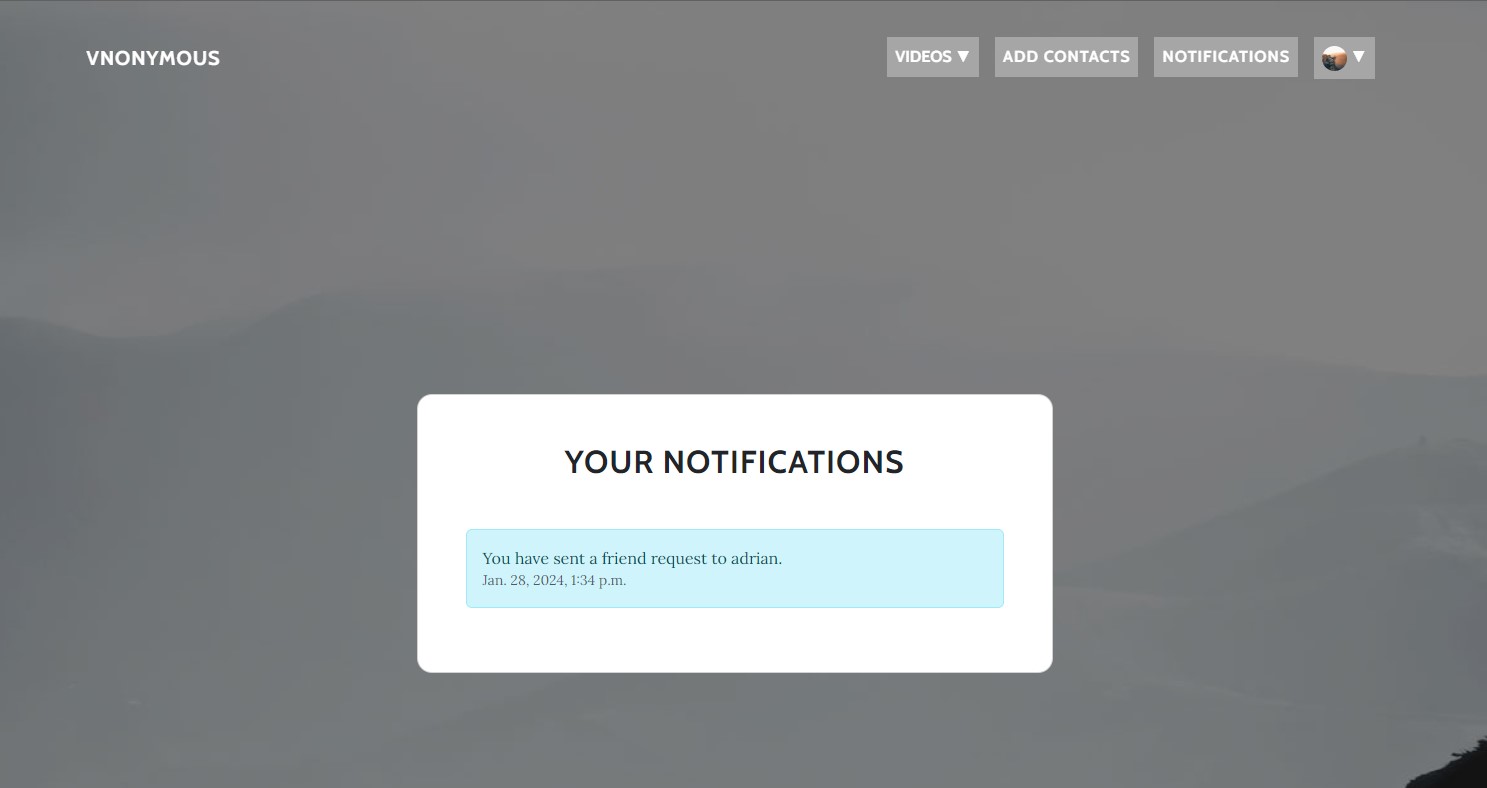 VNONYMOUS
VIDEOS ▼
ADD CONTACTS
NOTIFICATIONS
▼
YOUR NOTIFICATIONS
You have sent a friend request to adrian.
Jan. 28, 2024, 1:34 p.m.